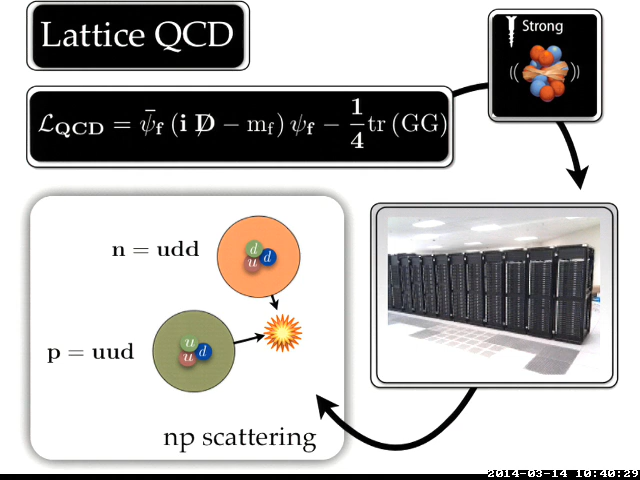 Lattice QCD
Strong
ℒ_QCD = ψ̄_f (i D̸ − m_f) ψ_f − 1/4 tr (GG)
n = udd
d
u d
p = uud
u
u d
np scattering
2014-03-14 10:40:29